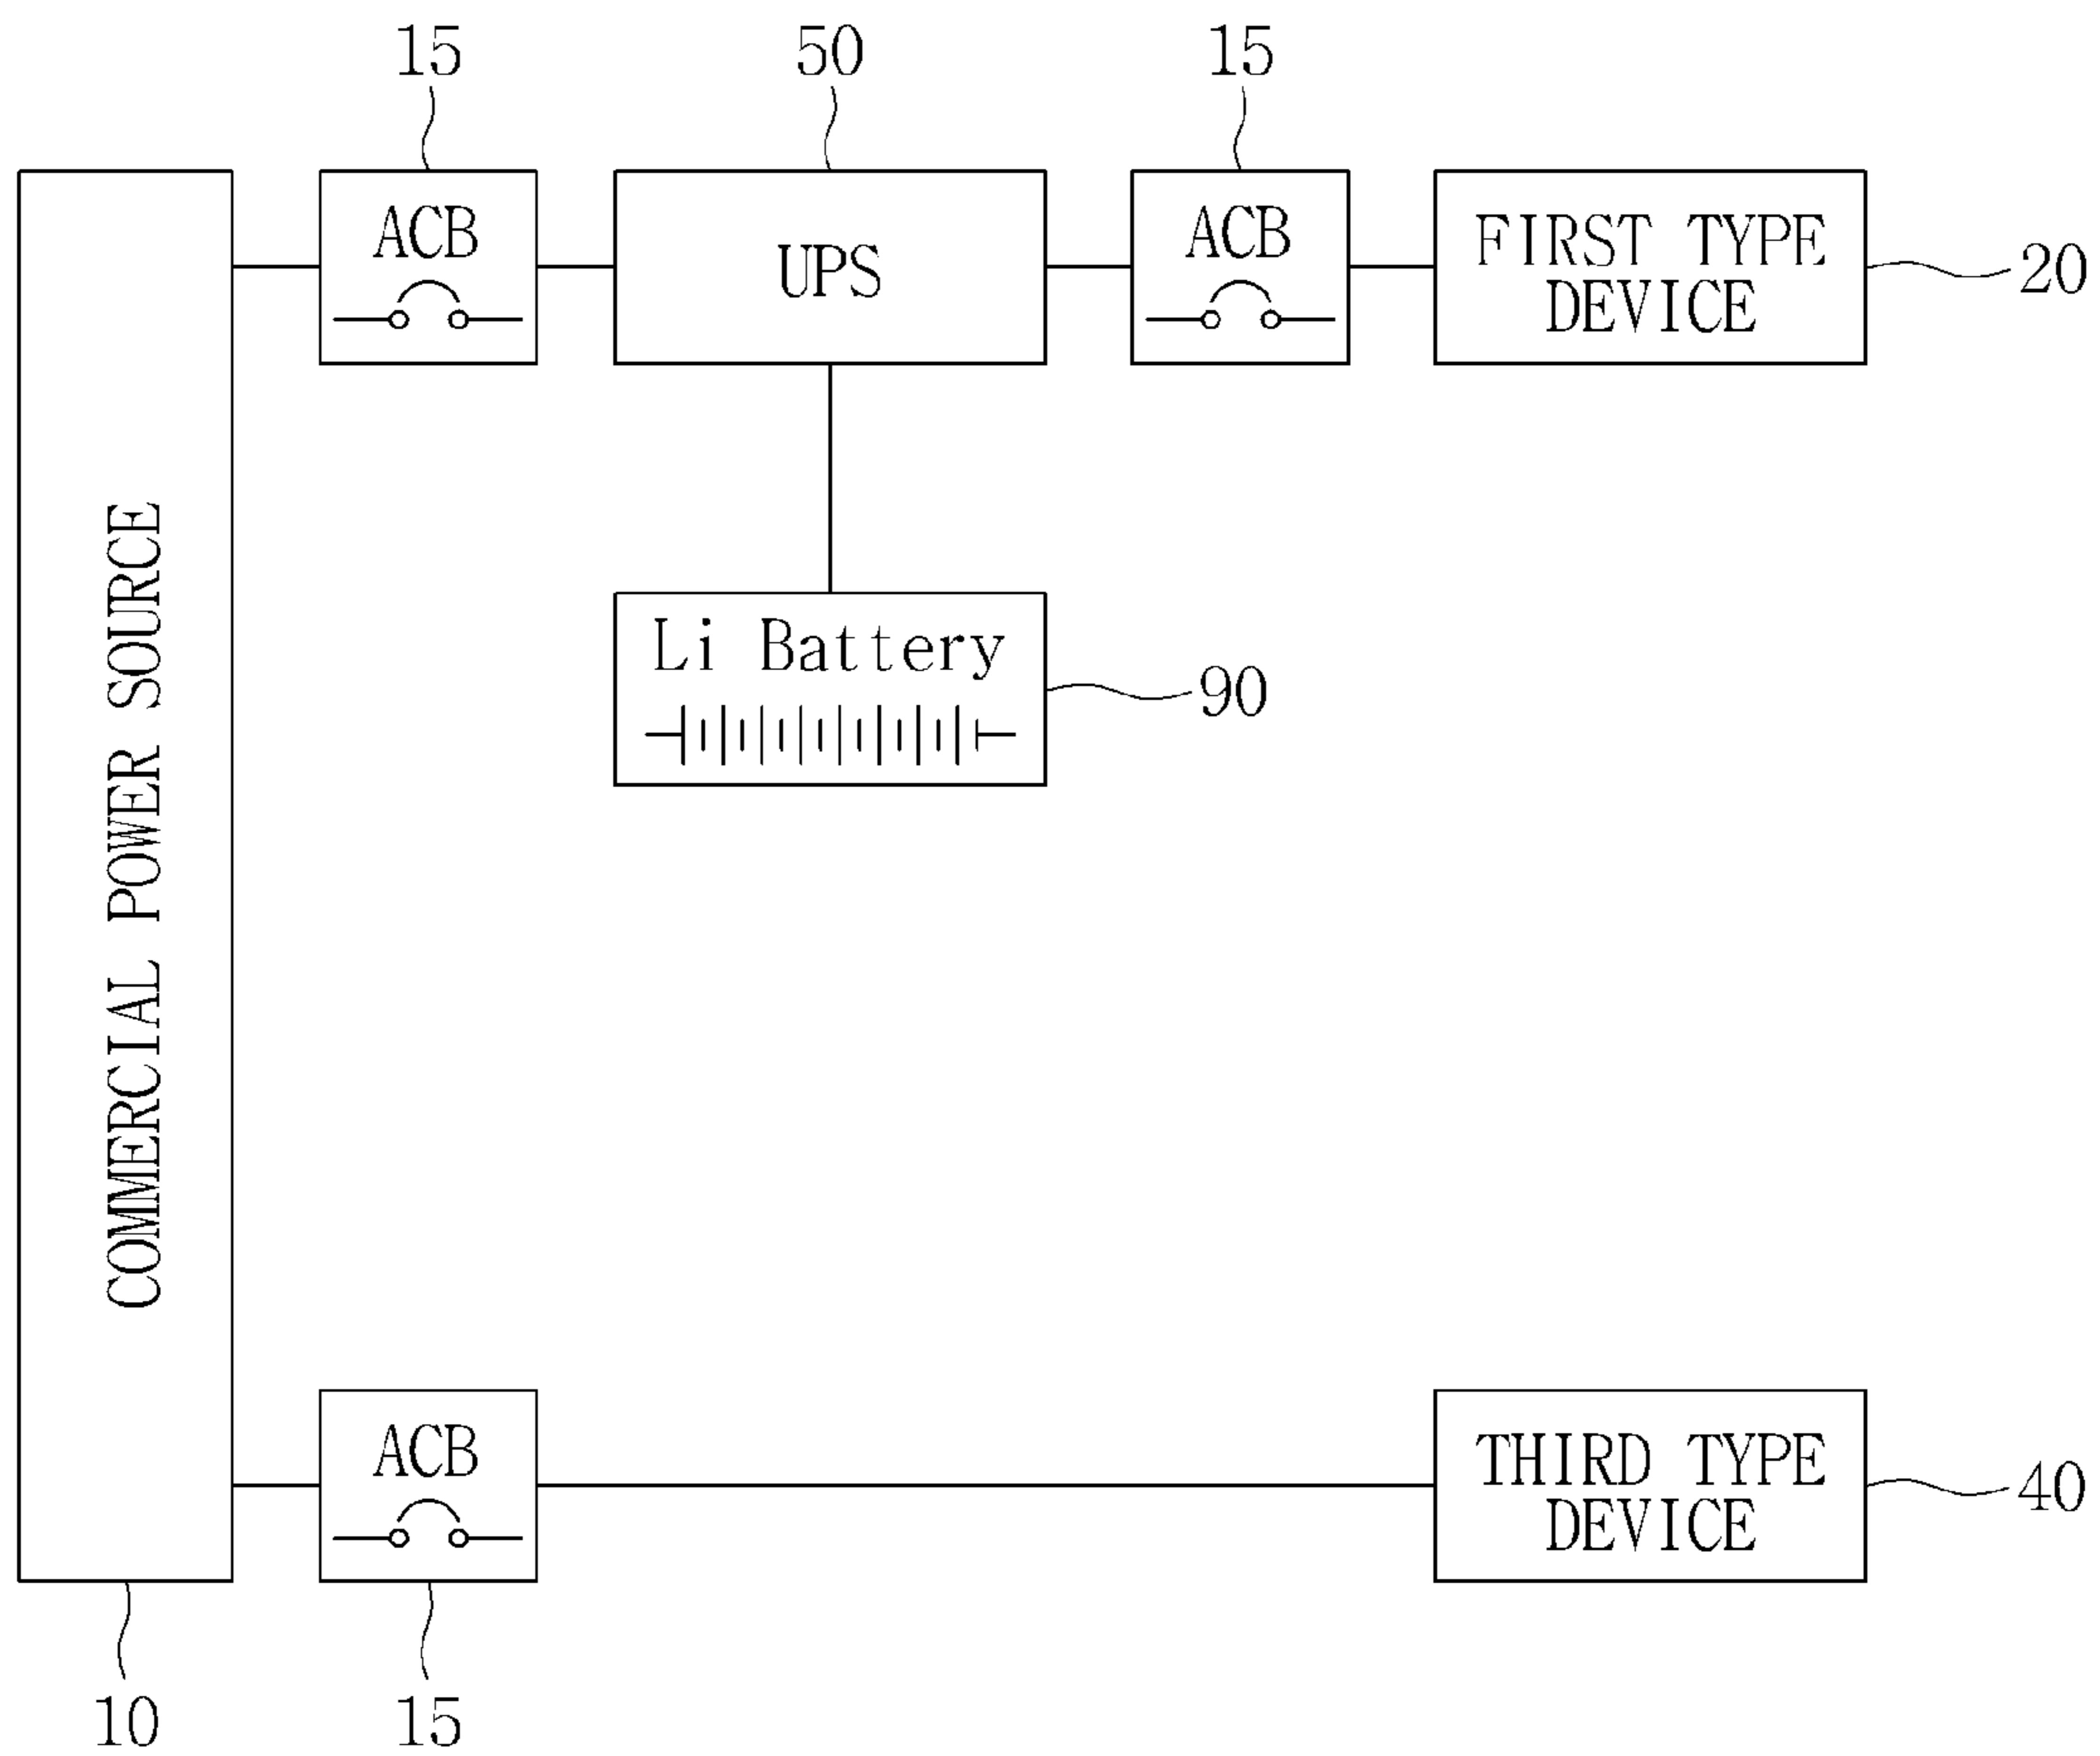 15
50
15
ACB
UPS
ACB
FIRST TYPE
DEVICE
20
Li Battery
90
COMMERCIAL POWER SOURCE
ACB
THIRD TYPE
DEVICE
40
10
15